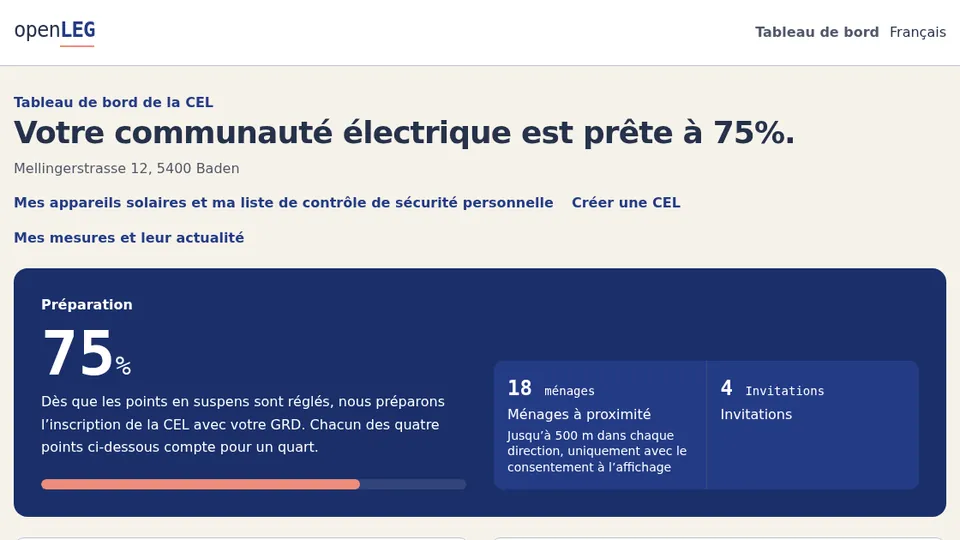 openLEG
Tableau de bord Français
Tableau de bord de la CEL
Votre communauté électrique est prête à 75%.
Mellingerstrasse 12, 5400 Baden
Mes appareils solaires et ma liste de contrôle de sécurité personnelle Créer une CEL
Mes mesures et leur actualité
Préparation
75%
Dès que les points en suspens sont réglés, nous préparons
l’inscription de la CEL avec votre GRD. Chacun des quatre
points ci-dessous compte pour un quart.
18 ménages
Ménages à proximité
Jusqu’à 500 m dans chaque
direction, uniquement avec le
consentement à l’affichage
4 Invitations
Invitations